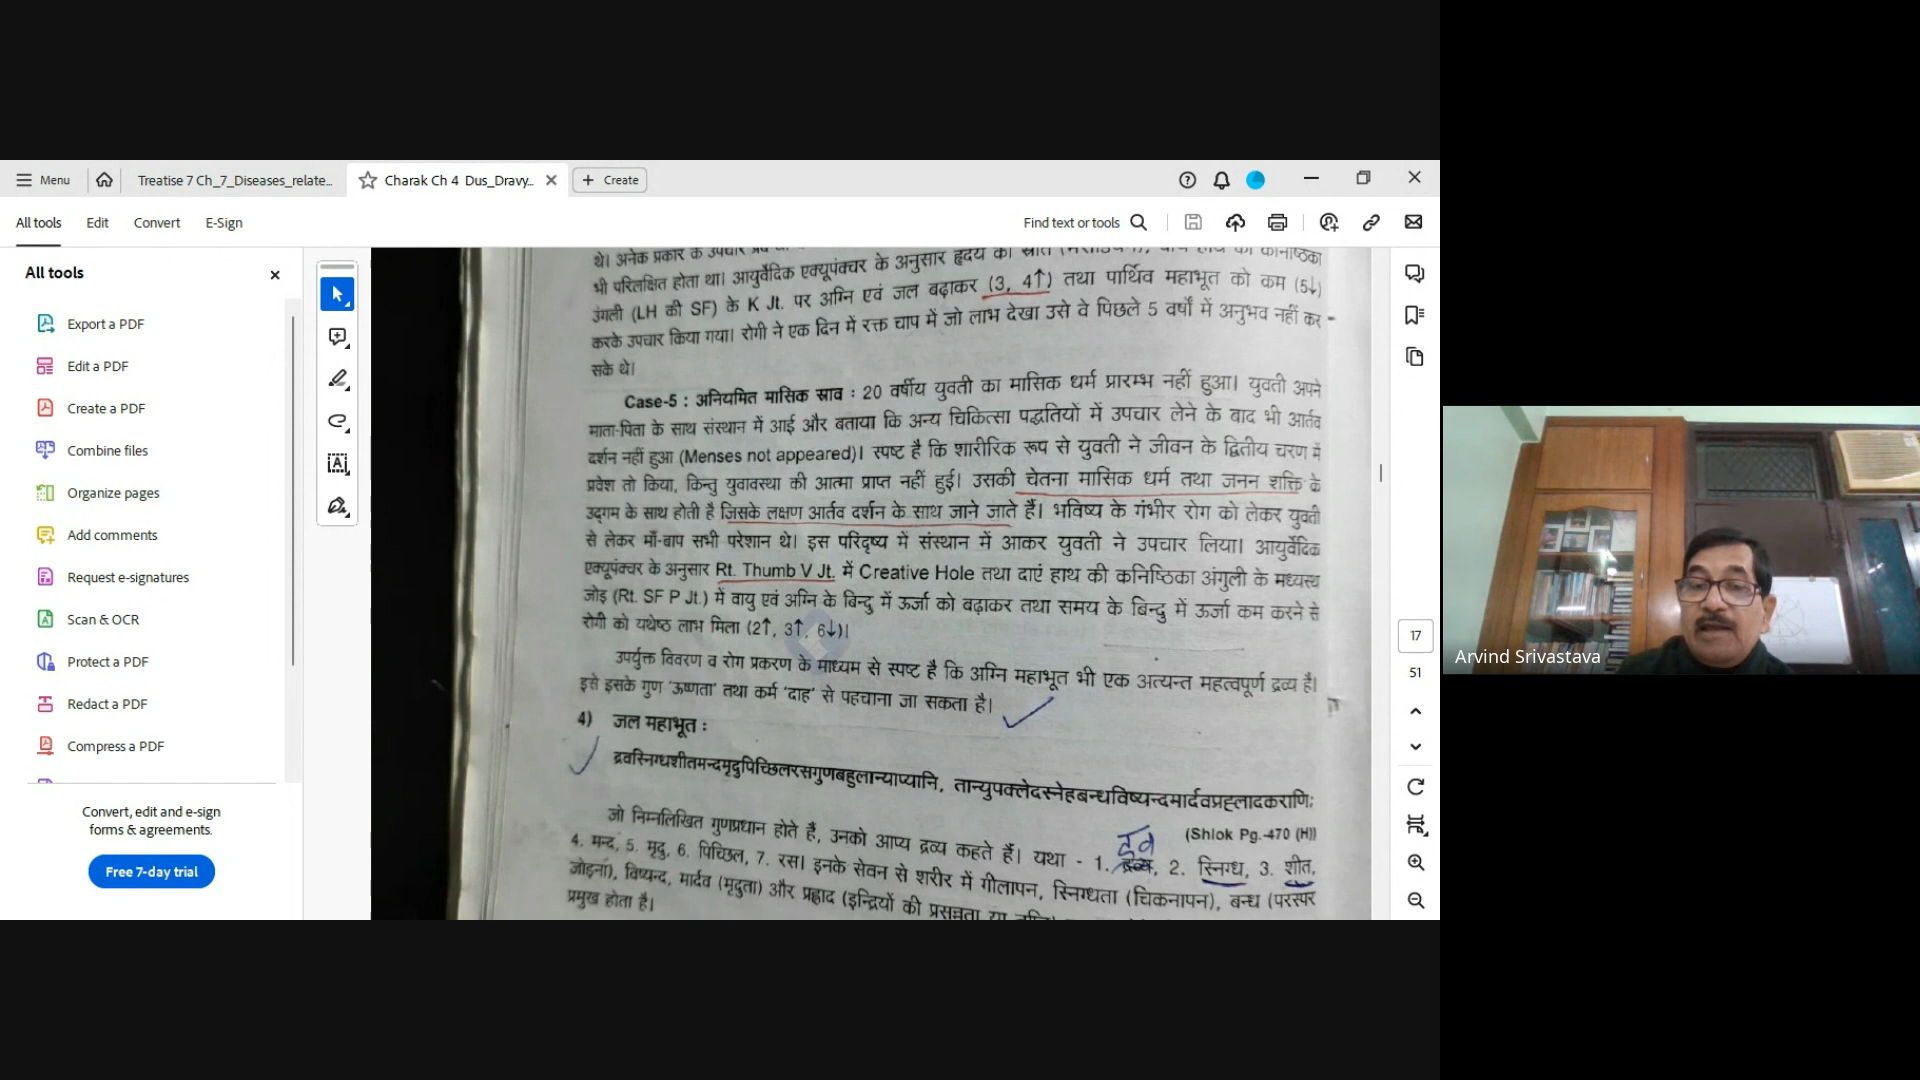 Menu
Treatise 7 Ch_7_Diseases_relate...
Charak Ch 4 Dus_Dravy...
Create
All tools
Edit
Convert
E-Sign
Find text or tools
All tools
Export a PDF
Edit a PDF
Create a PDF
Combine files
Organize pages
Add comments
Request e-signatures
Scan & OCR
Protect a PDF
Redact a PDF
Compress a PDF
Convert, edit and e-sign
forms & agreements.
Free 7-day trial
थे। अनेक प्रकार के उपचार
भी परिलक्षित होता था। आयुर्वेदिक एक्यूपंक्चर के अनुसार हृदय का स्रोत
उंगली (LH की SF) के K Jt. पर अग्नि एवं जल बढ़ाकर (3, 4↑) तथा पार्थिव महाभूत को कम (5↓)
करके उपचार किया गया। रोगी ने एक दिन में रक्त चाप में जो लाभ देखा उसे वे पिछले 5 वर्षों में अनुभव नहीं कर
सके थे।
Case-5 : अनियमित मासिक स्राव : 20 वर्षीय युवती का मासिक धर्म प्रारम्भ नहीं हुआ। युवती अपने
माता-पिता के साथ संस्थान में आई और बताया कि अन्य चिकित्सा पद्धतियों में उपचार लेने के बाद भी आर्तव
दर्शन नहीं हुआ (Menses not appeared)। स्पष्ट है कि शारीरिक रूप से युवती ने जीवन के द्वितीय चरण में
प्रवेश तो किया, किन्तु युवावस्था की आत्मा प्राप्त नहीं हुई। उसकी चेतना मासिक धर्म तथा जनन शक्ति के
उद्गम के साथ होती है जिसके लक्षण आर्तव दर्शन के साथ जाने जाते हैं। भविष्य के गंभीर रोग को लेकर युवती
से लेकर माँ-बाप सभी परेशान थे। इस परिदृष्य में संस्थान में आकर युवती ने उपचार लिया। आयुर्वेदिक
एक्यूपंक्चर के अनुसार Rt. Thumb V Jt. में Creative Hole तथा दाएं हाथ की कनिष्ठिका अंगुली के मध्यस्थ
जोड़ (Rt. SF P Jt.) में वायु एवं अग्नि के बिन्दु में ऊर्जा को बढ़ाकर तथा समय के बिन्दु में ऊर्जा कम करने से
रोगी को यथेष्ठ लाभ मिला (2↑, 3↑, 6↓)।
उपर्युक्त विवरण व रोग प्रकरण के माध्यम से स्पष्ट है कि अग्नि महाभूत भी एक अत्यन्त महत्वपूर्ण द्रव्य है।
इसे इसके गुण 'ऊष्णता' तथा कर्म 'दाह' से पहचाना जा सकता है।
4) जल महाभूत :
द्रवस्निग्धशीतमन्दमृदुपिच्छिलरसगुणबहुलान्याप्यानि, तान्युपक्लेदस्नेहबन्धविष्यन्दमार्दवप्रह्लादकराणिः
(Shlok Pg.-470 (H))
जो निम्नलिखित गुणप्रधान होते हैं, उनको आप्य द्रव्य कहते हैं। यथा - 1. द्रव, 2. स्निग्ध, 3. शीत,
4. मन्द, 5. मृदु, 6. पिच्छिल, 7. रस। इनके सेवन से शरीर में गीलापन, स्निग्धता (चिकनापन), बन्ध (परस्पर
जोड़ना), विष्यन्द, मार्दव (मृदुता) और प्रह्लाद (इन्द्रियों की प्रसन्नता या
प्रमुख होता है।
17
51
Arvind Srivastava